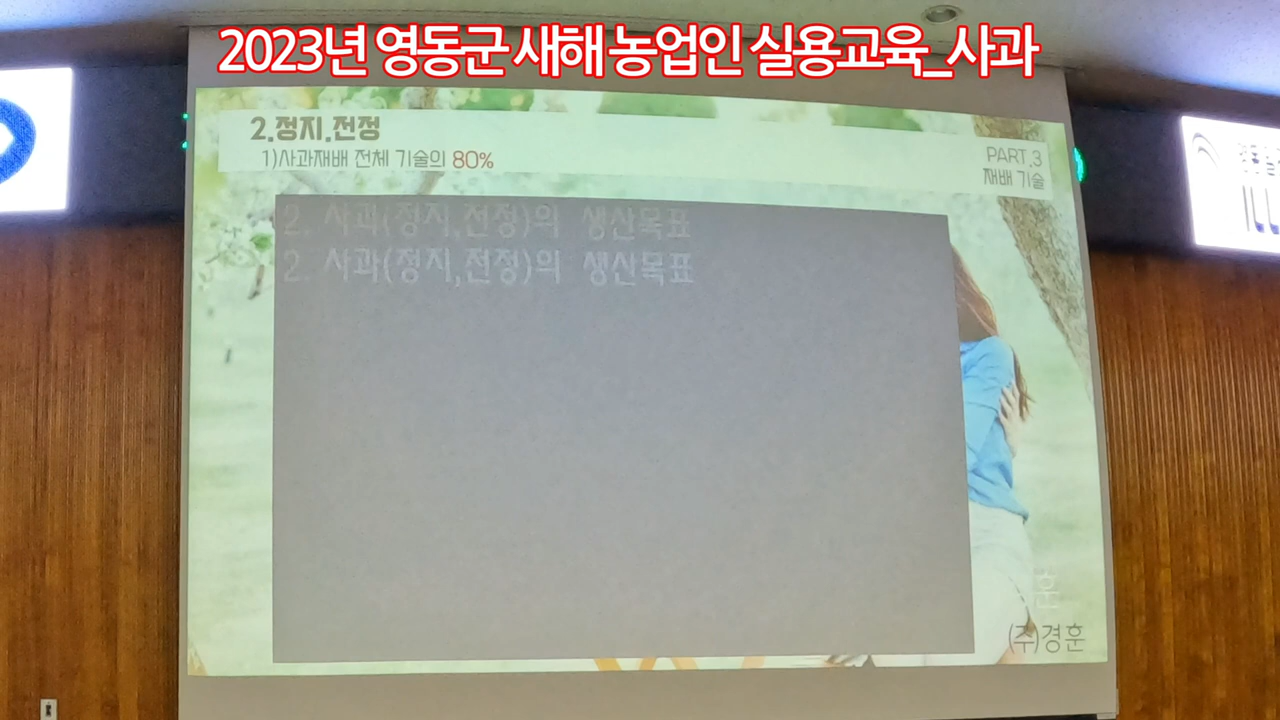 2023년 영동군 새해 농업인 실용교육_사과
2.정지.전정
1)사과재배 전체 기술의 80%
PART.3
재배 기술
2. 사과(정지,전정)의 생산목표
2. 사과(정지,전정)의 생산목표
훈
(주)경훈